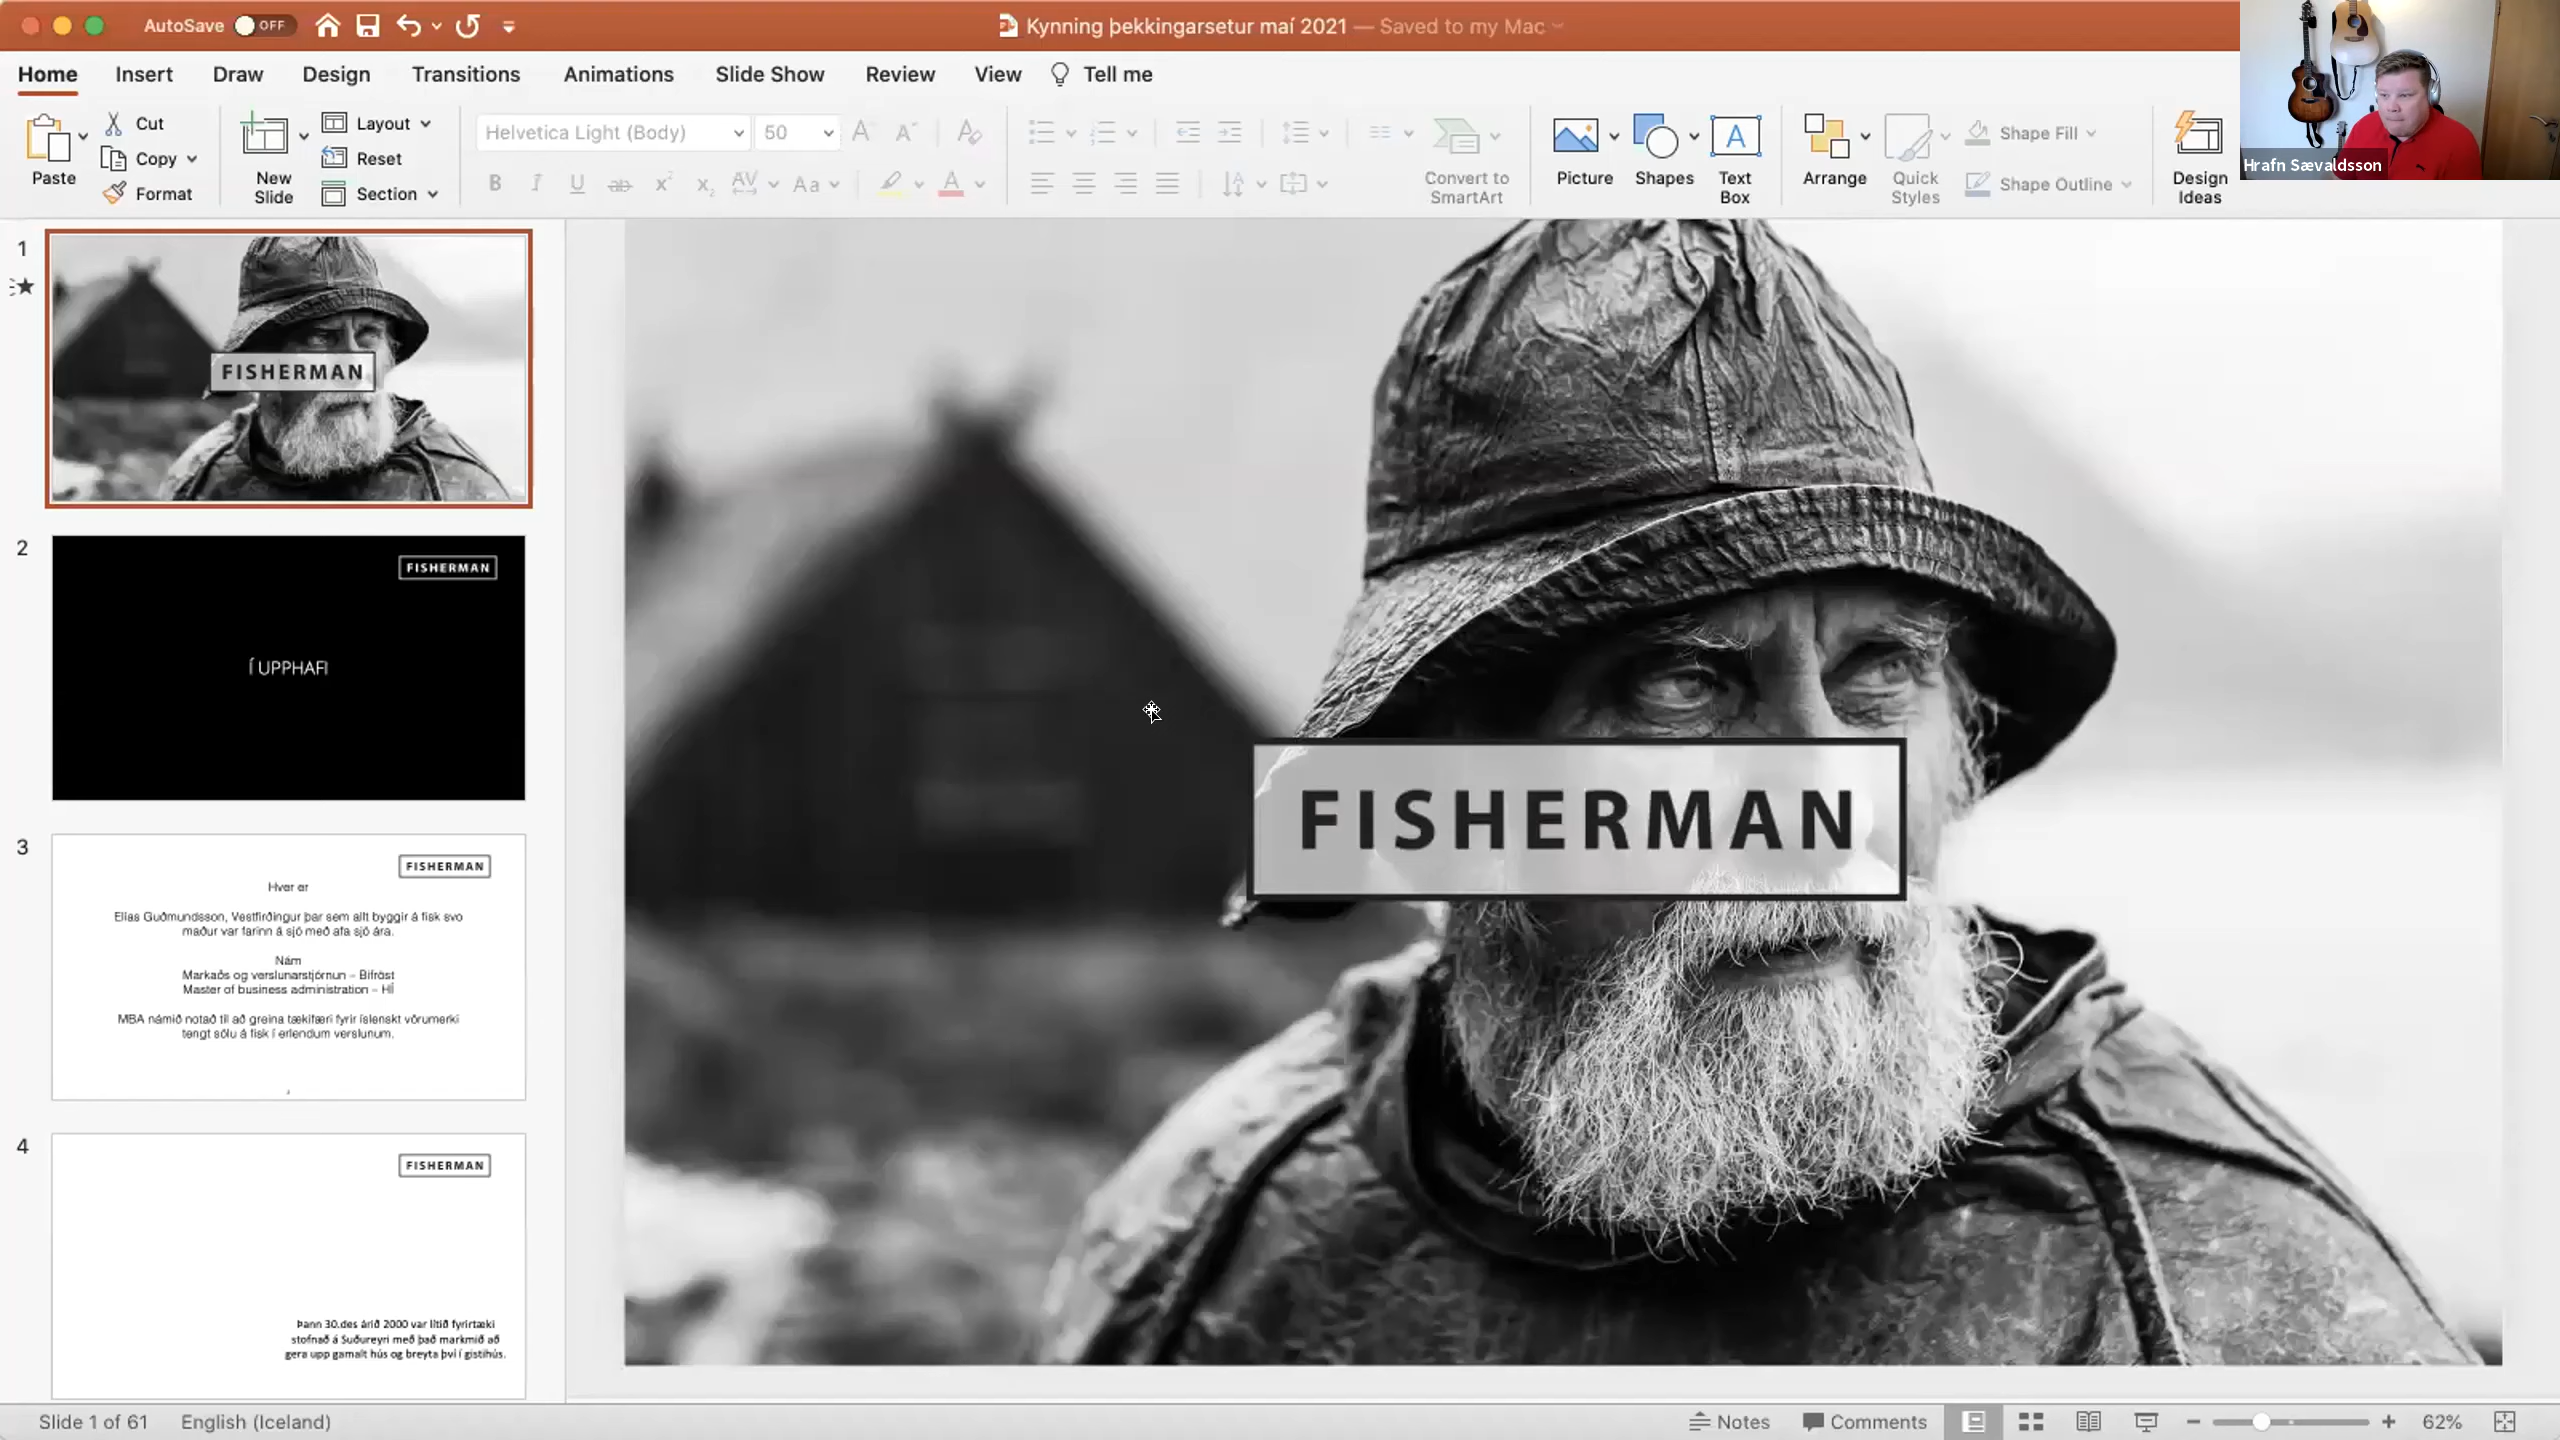 AutoSave OFF
Kynning þekkingarsetur maí 2021 — Saved to my Mac
Home Insert Draw Design Transitions Animations Slide Show Review View Tell me
Paste
Cut
Copy
Format
New
Slide
Layout
Reset
Section
Helvetica Light (Body) 50
Convert to
SmartArt
Picture
Shapes
Text
Box
Arrange
Quick
Styles
Shape Fill
Shape Outline
Design
Ideas
Hrafn Sævaldsson
1
FISHERMAN
2
FISHERMAN
Í UPPHAFI
3
FISHERMAN
Hver er
Elías Guðmundsson, Vestfirðingur þar sem allt byggir á fisk svo
maður var farinn á sjó með afa sjö ára.
Nám
Markaðs og verslunarstjórnun – Bifröst
Master of business administration – HÍ
MBA námið notað til að greina tækifæri fyrir íslenskt vörumerki
tengt sölu á fisk í erlendum verslunum.
4
FISHERMAN
Þann 30.des árið 2000 var lítið fyrirtæki
stofnað á Suðureyri með það markmið að
gera upp gamalt hús og breyta því í gistihús.
FISHERMAN
Slide 1 of 61 English (Iceland)
Notes Comments 62%